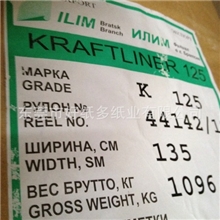 ILIM Bratsk Branch ИЛИМ
KRAFTLINER 125
МАРКА
GRADE K 125
РУЛОН №
REEL NO. 44142/1
ШИРИНА, СМ
WIDTH, SM 135
ВЕС БРУТТО, КГ
GROSS WEIGHT, KG 1096